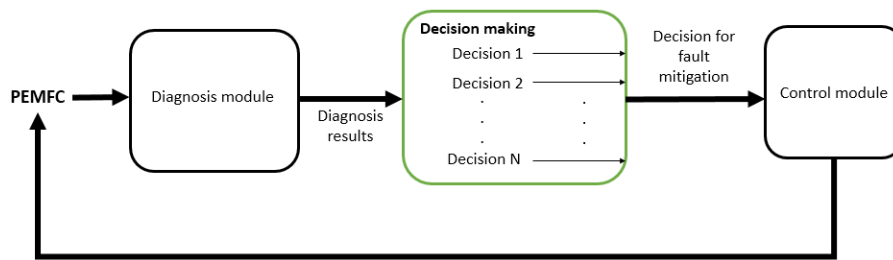 PEMFC
Diagnosis module
Diagnosis
results
Decision making
Decision 1
Decision 2
.
.
.
.
Decision N
Decision for
fault
mitigation
Control module